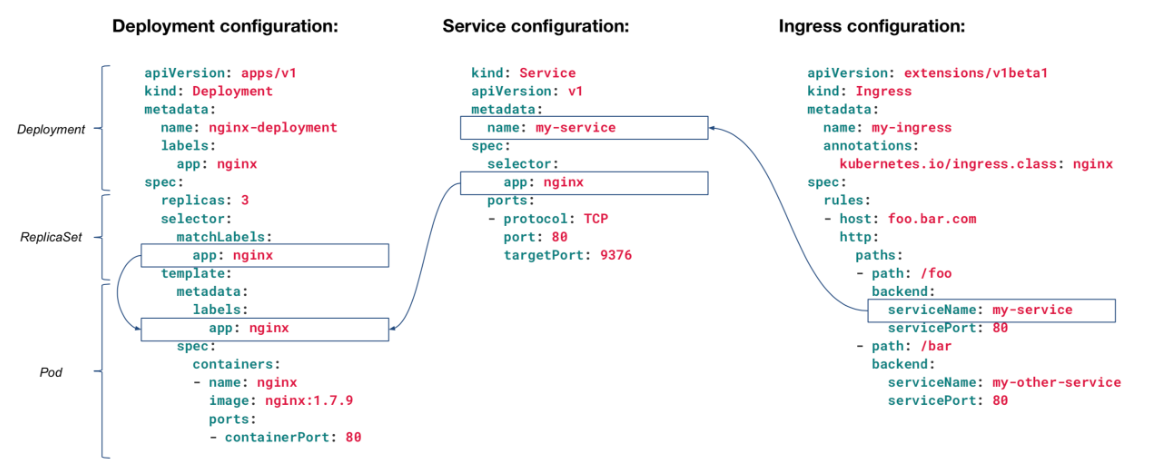 Deployment configuration:
Service configuration:
Ingress configuration:
Deployment
ReplicaSet
Pod
apiVersion: apps/v1
kind: Deployment
metadata:
  name: nginx-deployment
  labels:
    app: nginx
spec:
  replicas: 3
  selector:
    matchLabels:
      app: nginx
  template:
    metadata:
      labels:
        app: nginx
    spec:
      containers:
      - name: nginx
        image: nginx:1.7.9
        ports:
        - containerPort: 80
kind: Service
apiVersion: v1
metadata:
  name: my-service
spec:
  selector:
    app: nginx
  ports:
  - protocol: TCP
    port: 80
    targetPort: 9376
apiVersion: extensions/v1beta1
kind: Ingress
metadata:
  name: my-ingress
  annotations:
    kubernetes.io/ingress.class: nginx
spec:
  rules:
  - host: foo.bar.com
    http:
      paths:
      - path: /foo
        backend:
          serviceName: my-service
          servicePort: 80
      - path: /bar
        backend:
          serviceName: my-other-service
          servicePort: 80